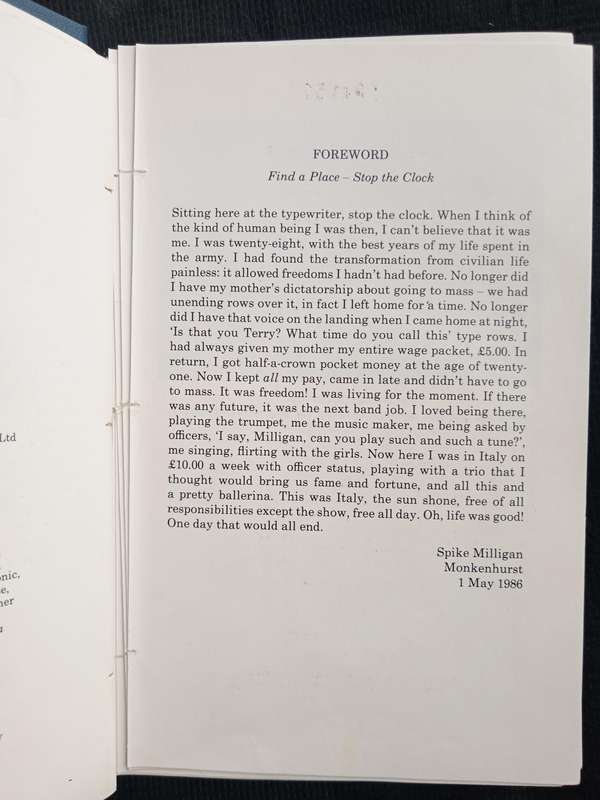 FOREWORD
Find a Place – Stop the Clock
Sitting here at the typewriter, stop the clock. When I think of
the kind of human being I was then, I can't believe that it was
me. I was twenty-eight, with the best years of my life spent in
the army. I had found the transformation from civilian life
painless: it allowed freedoms I hadn't had before. No longer did
I have my mother's dictatorship about going to mass – we had
unending rows over it, in fact I left home for a time. No longer
did I have that voice on the landing when I came home at night,
'Is that you Terry? What time do you call this' type rows. I
had always given my mother my entire wage packet, £5.00. In
return, I got half-a-crown pocket money at the age of twenty-
one. Now I kept all my pay, came in late and didn't have to go
to mass. It was freedom! I was living for the moment. If there
was any future, it was the next band job. I loved being there,
playing the trumpet, me the music maker, me being asked by
officers, 'I say, Milligan, can you play such and such a tune?',
me singing, flirting with the girls. Now here I was in Italy on
£10.00 a week with officer status, playing with a trio that I
thought would bring us fame and fortune, and all this and
a pretty ballerina. This was Italy, the sun shone, free of all
responsibilities except the show, free all day. Oh, life was good!
One day that would all end.
Spike Milligan
Monkenhurst
1 May 1986
Ltd